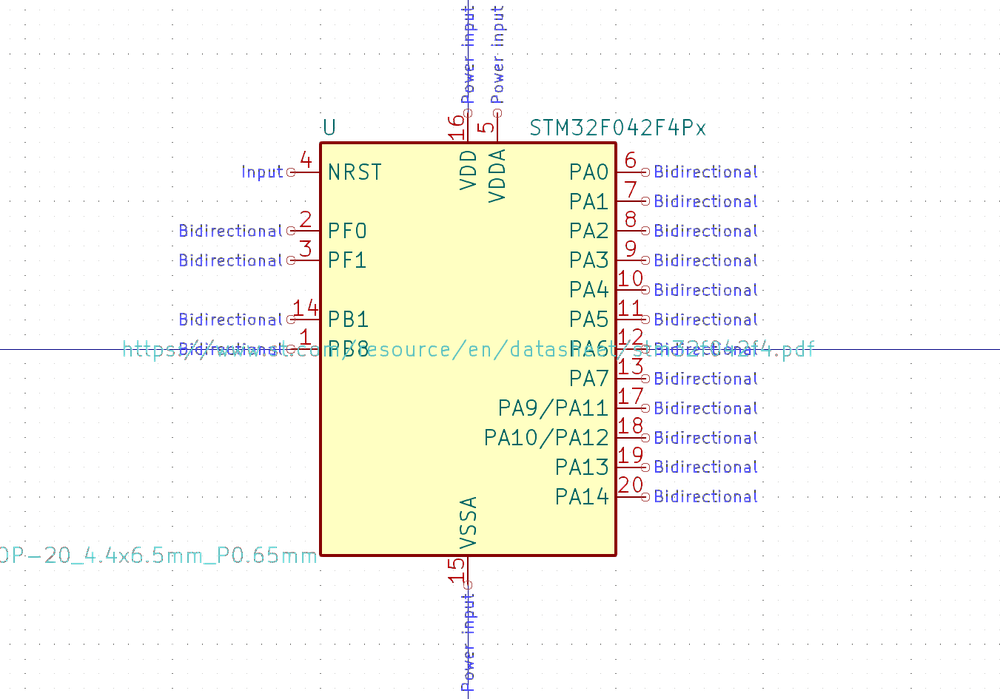 Power input
Power input
16
5
U
STM32F042F4Px
VDD
VDDA
Input
4
NRST
PA0
6
Bidirectional
PA1
7
Bidirectional
Bidirectional
2
PF0
PA2
8
Bidirectional
Bidirectional
3
PF1
PA3
9
Bidirectional
PA4
10
Bidirectional
Bidirectional
14
PB1
PA5
11
Bidirectional
Bidirectional
1
PB8
PA6
12
Bidirectional
https://www.st.com/resource/en/datasheet/stm32f042f4.pdf
PA7
13
Bidirectional
PA9/PA11
17
Bidirectional
PA10/PA12
18
Bidirectional
PA13
19
Bidirectional
PA14
20
Bidirectional
VSSA
OP-20_4.4x6.5mm_P0.65mm
15
Power input